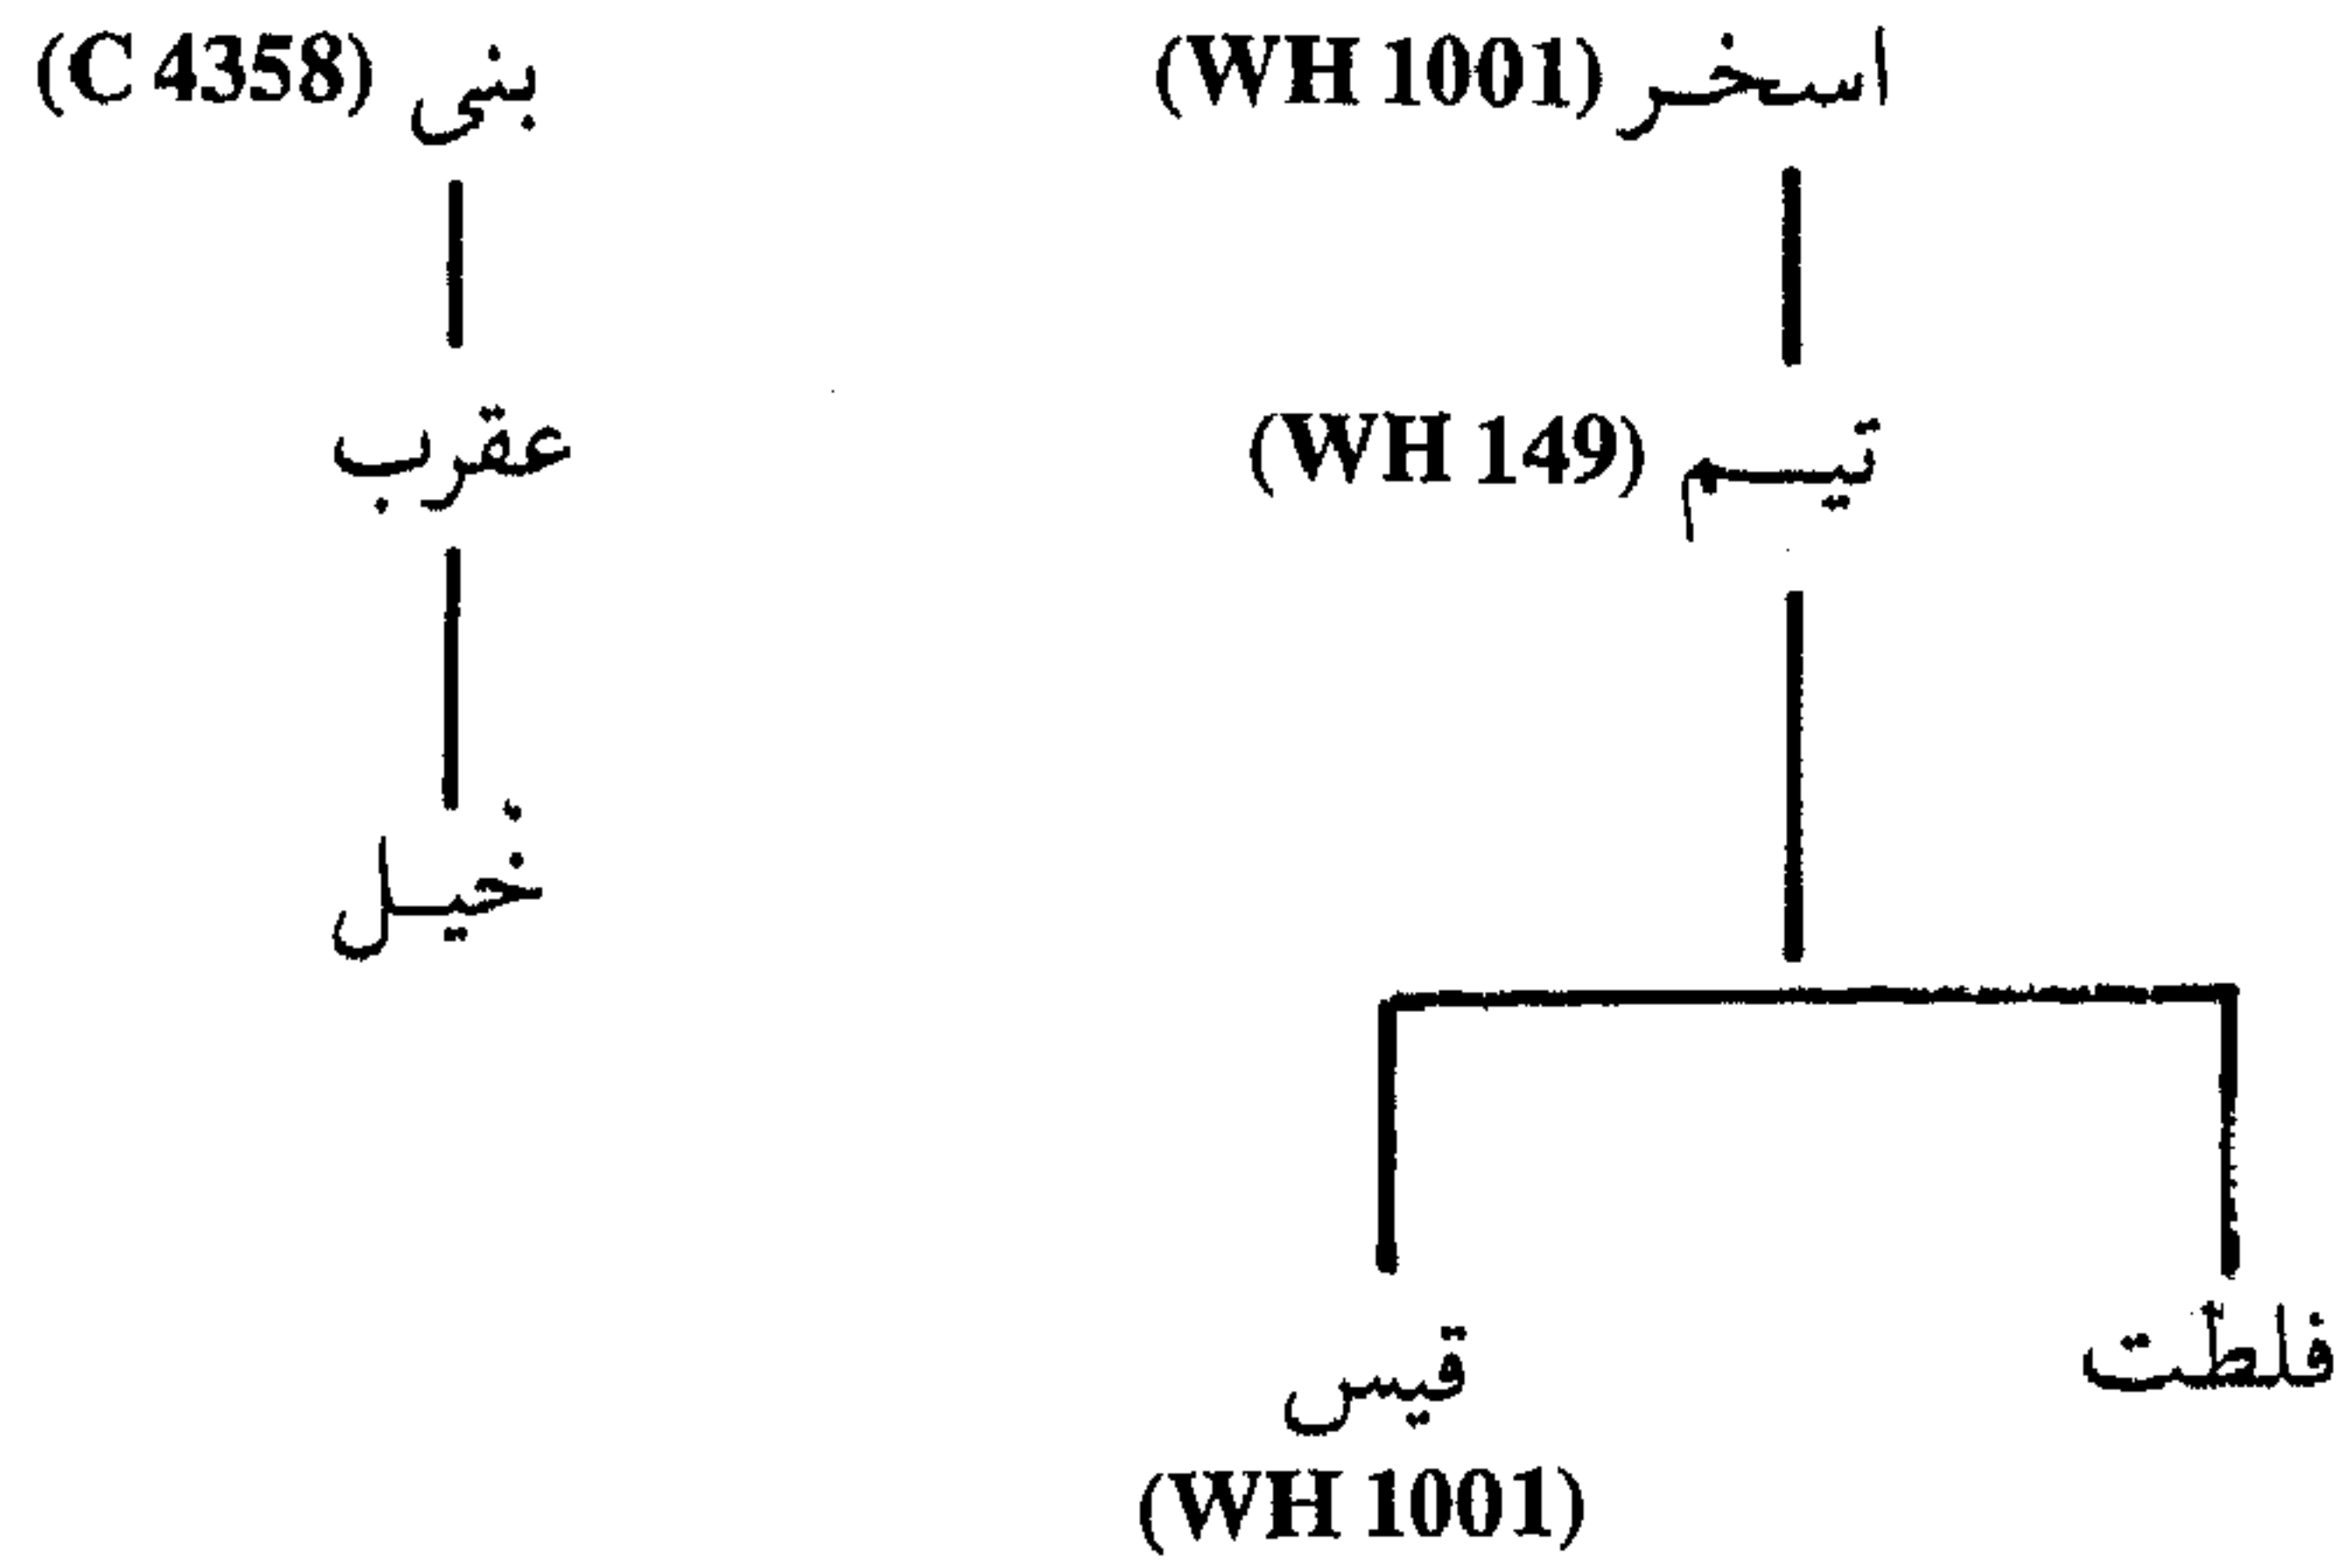 اسخر (WH 1001)
بنى (C 4358)
تيم (WH 149)
عقرب
خيل
فلطت
قيس
(WH 1001)